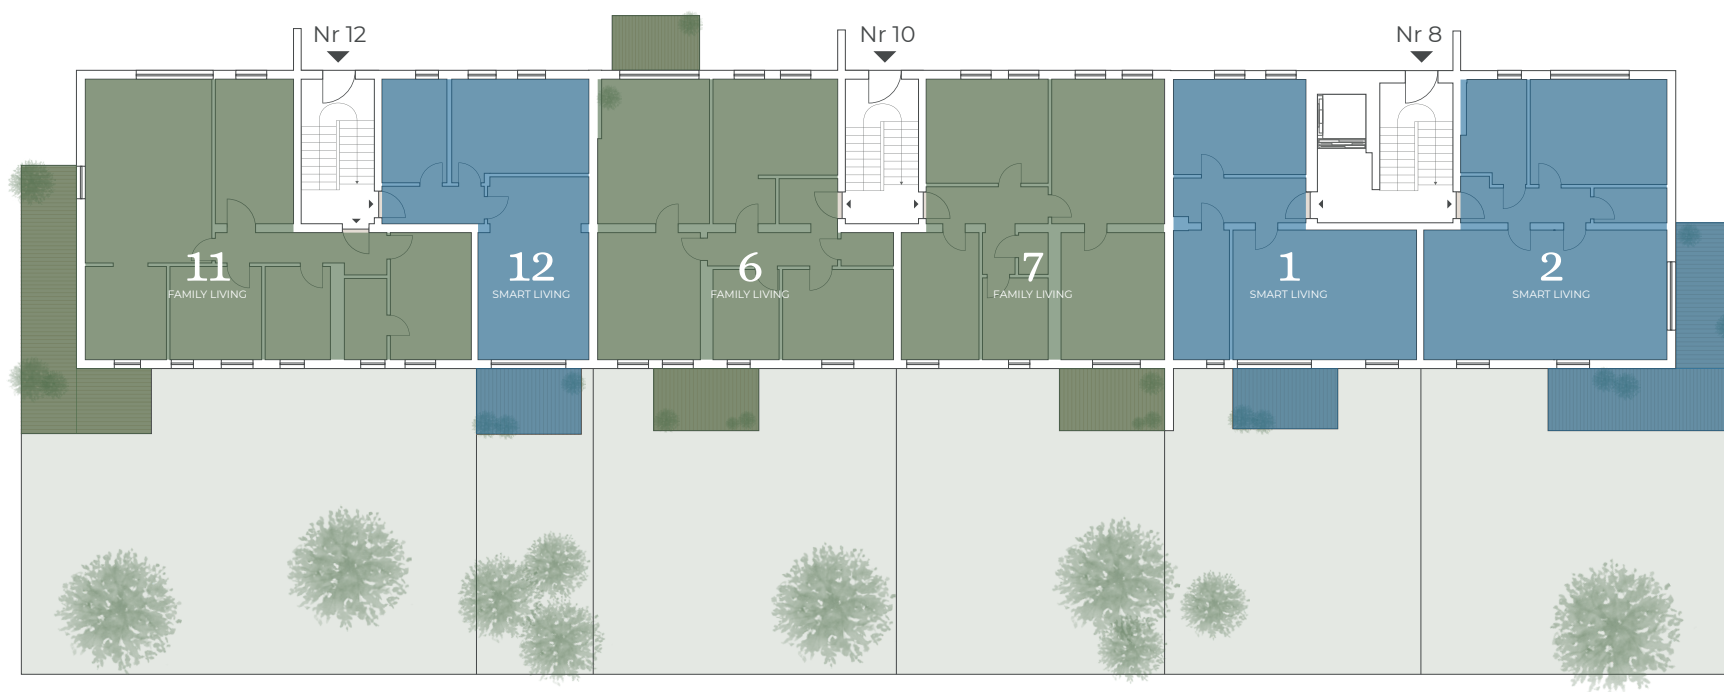 Nr 12
Nr 10
Nr 8
11
FAMILY LIVING
12
SMART LIVING
6
FAMILY LIVING
7
FAMILY LIVING
1
SMART LIVING
2
SMART LIVING